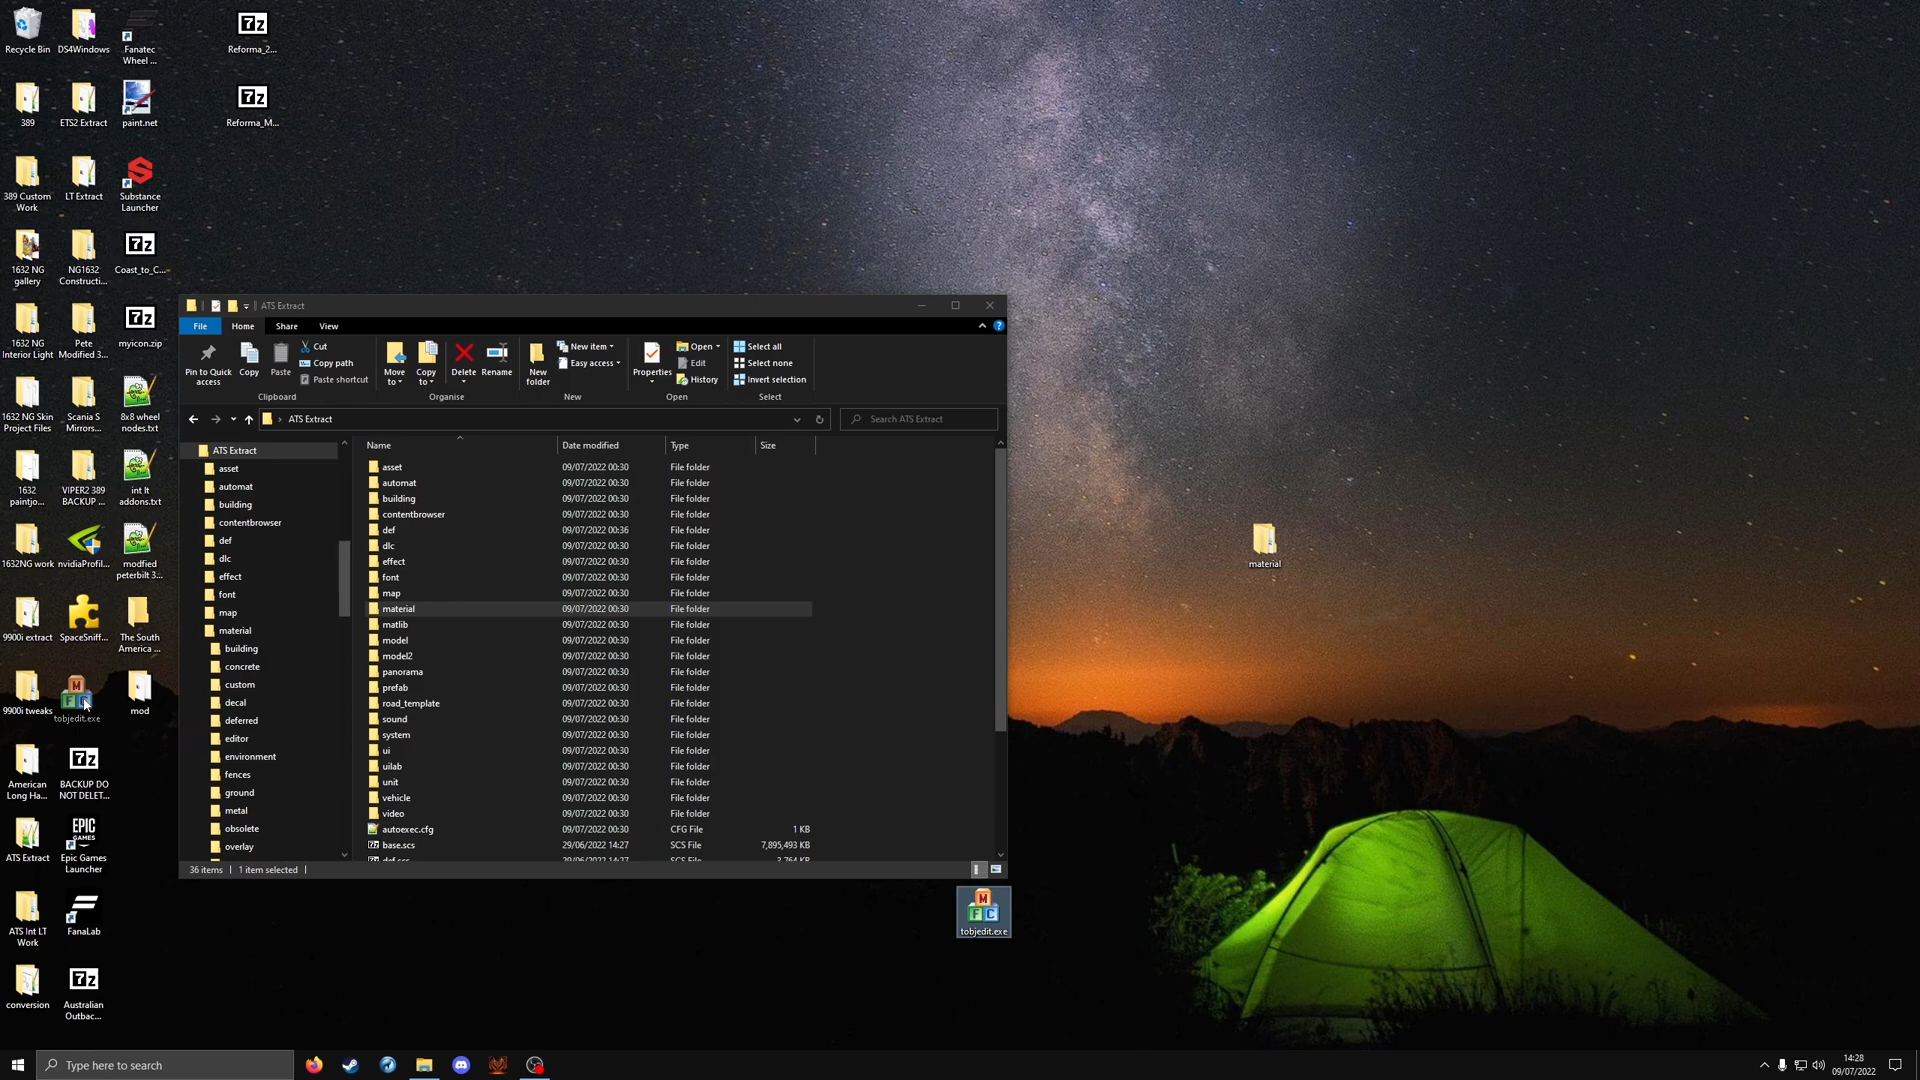 Recycle Bin
DS4Windows
Fanatec
Wheel ...
389
ETS2 Extract
paint.net
389 Custom
Work
LT Extract
Substance
Launcher
1632 NG
gallery
NG1632
Constructi...
Coast_to_C...
1632 NG
Interior Light
Pete
Modified 3...
myicon.zip
1632 NG Skin
Project Files
Scania S
Mirrors...
8x8 wheel
nodes.txt
1632
paintjo...
VIPER2 389
BACKUP ...
int lt
addons.txt
1632NG work
nvidiaProfil...
modfied
peterbilt 3...
9900i extract
SpaceSniff...
The South
America ...
9900i tweaks
tobjedit.exe
mod
American
Long Ha...
BACKUP DO
NOT DELET...
ATS Extract
Epic Games
Launcher
ATS Int LT
Work
FanaLab
conversion
Australian
Outbac...
Reforma_2...
Reforma_M...
ATS Extract
File
Home
Share
View
Pin to Quick
access
Copy
Paste
Cut
Copy path
Paste shortcut
Clipboard
Move
to
Copy
to
Delete
Rename
Organise
New
folder
New item
Easy access
New
Properties
Open
Edit
History
Open
Select all
Select none
Invert selection
Select
ATS Extract
Search ATS Extract
ATS Extract
asset
automat
building
contentbrowser
def
dlc
effect
font
map
material
building
concrete
custom
decal
deferred
editor
environment
fences
ground
metal
obsolete
overlay
Name Date modified Type Size
asset 09/07/2022 00:30 File folder
automat 09/07/2022 00:30 File folder
building 09/07/2022 00:30 File folder
contentbrowser 09/07/2022 00:30 File folder
def 09/07/2022 00:36 File folder
dlc 09/07/2022 00:30 File folder
effect 09/07/2022 00:30 File folder
font 09/07/2022 00:30 File folder
map 09/07/2022 00:30 File folder
material 09/07/2022 00:30 File folder
matlib 09/07/2022 00:30 File folder
model 09/07/2022 00:30 File folder
model2 09/07/2022 00:30 File folder
panorama 09/07/2022 00:30 File folder
prefab 09/07/2022 00:30 File folder
road_template 09/07/2022 00:30 File folder
sound 09/07/2022 00:30 File folder
system 09/07/2022 00:30 File folder
ui 09/07/2022 00:30 File folder
uilab 09/07/2022 00:30 File folder
unit 09/07/2022 00:30 File folder
vehicle 09/07/2022 00:30 File folder
video 09/07/2022 00:30 File folder
autoexec.cfg 09/07/2022 00:30 CFG File 1 KB
base.scs 29/06/2022 14:27 SCS File 7,895,493 KB
def.scs 29/06/2022 14:27 SCS File 3,764 KB
36 items
1 item selected
tobjedit.exe
material
Type here to search
14:28
09/07/2022